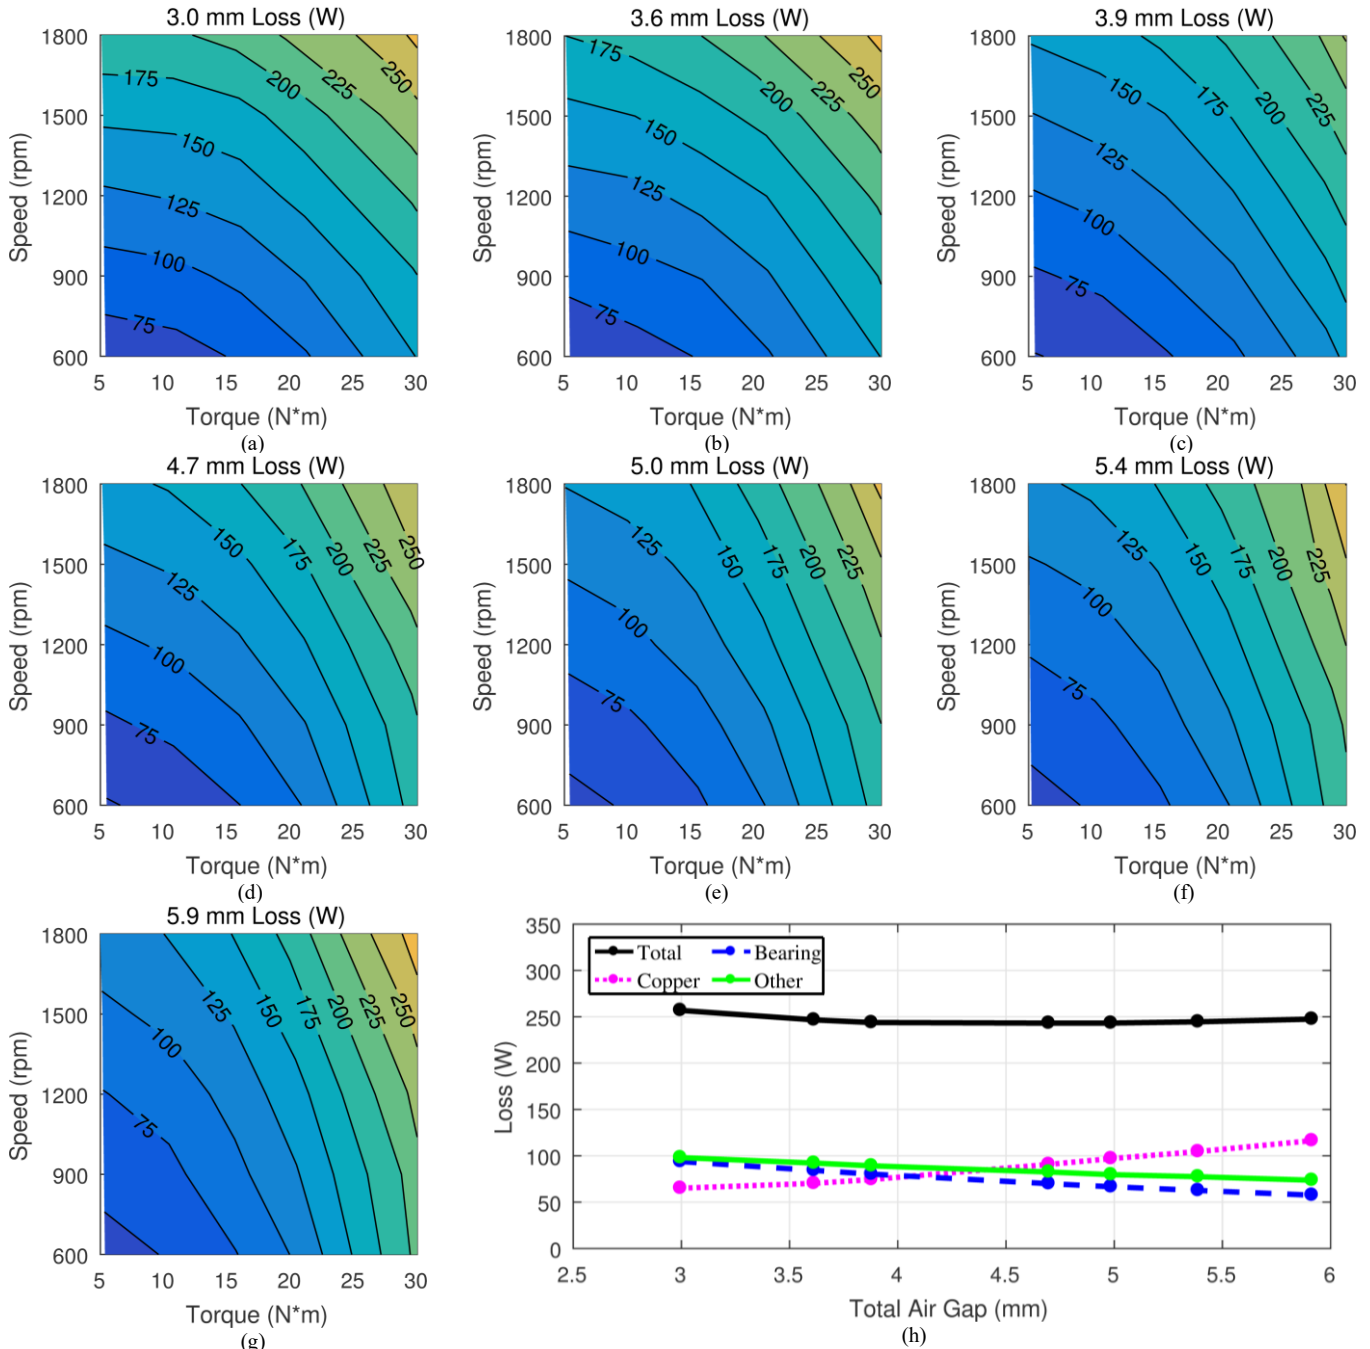 3.0 mm Loss (W)
1800
1500
1200
900
600
Speed (rpm)
175
150
125
100
75
200
225
250
5 10 15 20 25 30
Torque (N*m)
(a)
3.6 mm Loss (W)
1800
1500
1200
900
600
Speed (rpm)
175
150
125
100
75
200
225
250
5 10 15 20 25 30
Torque (N*m)
(b)
3.9 mm Loss (W)
1800
1500
1200
900
600
Speed (rpm)
150
125
100
75
175
200
225
5 10 15 20 25 30
Torque (N*m)
(c)
4.7 mm Loss (W)
1800
1500
1200
900
600
Speed (rpm)
150
125
100
75
175
200
225
250
5 10 15 20 25 30
Torque (N*m)
(d)
5.0 mm Loss (W)
1800
1500
1200
900
600
Speed (rpm)
125
100
75
150
175
200
225
5 10 15 20 25 30
Torque (N*m)
(e)
5.4 mm Loss (W)
1800
1500
1200
900
600
Speed (rpm)
125
100
75
150
175
200
225
5 10 15 20 25 30
Torque (N*m)
(f)
5.9 mm Loss (W)
1800
1500
1200
900
600
Speed (rpm)
125
100
75
150
175
200
225
250
5 10 15 20 25 30
Torque (N*m)
(g)
350
300
250
200
150
100
50
0
Loss (W)
Total Bearing
Copper Other
2.5 3 3.5 4 4.5 5 5.5 6
Total Air Gap (mm)
(h)